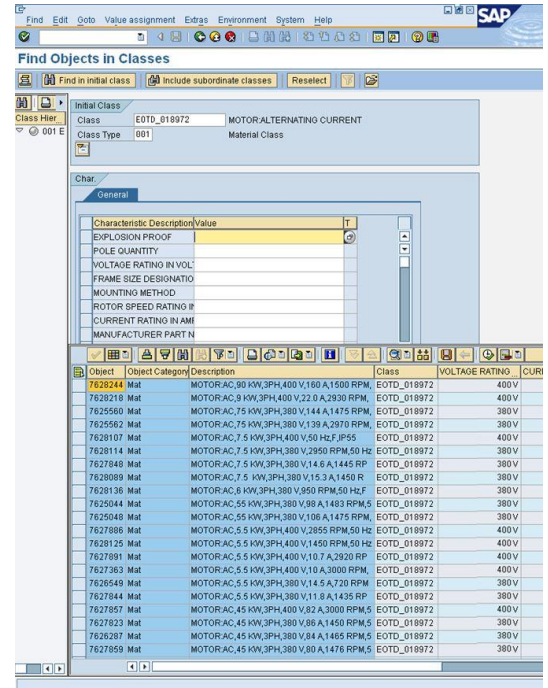 Find Edit Goto Value assignment Extras Environment System Help
SAP
Find Objects in Classes
Find in initial class Include subordinate classes Reselect
Class Hier...
001 E
Initial Class
Class EOTD_018972 MOTOR:ALTERNATING CURRENT
Class Type 001 Material Class
Char.
General
Characteristic Description Value T
EXPLOSION PROOF
POLE QUANTITY
VOLTAGE RATING IN VOL
FRAME SIZE DESIGNATIO
MOUNTING METHOD
ROTOR SPEED RATING IN
CURRENT RATING IN AMI
MANUFACTURER PART N
Object Object Category Description Class VOLTAGE RATING ... CURI
7628244 Mat MOTOR:AC,90 KW,3PH,400 V,160 A,1500 RPM, EOTD_018972 400 V
7628218 Mat MOTOR:AC,9 KW,3PH,400 V,22.0 A,2930 RPM, EOTD_018972 400 V
7625560 Mat MOTOR:AC,75 KW,3PH,380 V,144 A,1475 RPM, EOTD_018972 380 V
7625562 Mat MOTOR:AC,75 KW,3PH,380 V,139 A,2970 RPM, EOTD_018972 380 V
7628107 Mat MOTOR:AC,7.5 KW,3PH,400 V,50 Hz,F,IP55 EOTD_018972 400 V
7628114 Mat MOTOR:AC,7.5 KW,3PH,380 V,2950 RPM,50 Hz EOTD_018972 380 V
7627848 Mat MOTOR:AC,7.5 KW,3PH,380 V,14.6 A,1445 RP EOTD_018972 380 V
7628089 Mat MOTOR:AC,7.5 KW,3PH,380 V,15.3 A,1450 R EOTD_018972 380 V
7628136 Mat MOTOR:AC,6 KW,3PH,380 V,950 RPM,50 Hz,F EOTD_018972 380 V
7625044 Mat MOTOR:AC,55 KW,3PH,380 V,98 A,1483 RPM,5 EOTD_018972 380 V
7625048 Mat MOTOR:AC,55 KW,3PH,380 V,106 A,1475 RPM, EOTD_018972 380 V
7627886 Mat MOTOR:AC,5.5 KW,3PH,400 V,2855 RPM,50 Hz EOTD_018972 400 V
7628125 Mat MOTOR:AC,5.5 KW,3PH,400 V,1450 RPM,50 Hz EOTD_018972 400 V
7627891 Mat MOTOR:AC,5.5 KW,3PH,400 V,10.7 A,2920 RP EOTD_018972 400 V
7627363 Mat MOTOR:AC,5.5 KW,3PH,400 V,10 A,3000 RPM, EOTD_018972 400 V
7626549 Mat MOTOR:AC,5.5 KW,3PH,380 V,14.5 A,720 RPM EOTD_018972 380 V
7627844 Mat MOTOR:AC,5.5 KW,3PH,380 V,11.8 A,1435 RP EOTD_018972 380 V
7627857 Mat MOTOR:AC,45 KW,3PH,400 V,82 A,3000 RPM,5 EOTD_018972 400 V
7627823 Mat MOTOR:AC,45 KW,3PH,380 V,86 A,1450 RPM,5 EOTD_018972 380 V
7626287 Mat MOTOR:AC,45 KW,3PH,380 V,84 A,1465 RPM,5 EOTD_018972 380 V
7627859 Mat MOTOR:AC,45 KW,3PH,380 V,80 A,1476 RPM,5 EOTD_018972 380 V